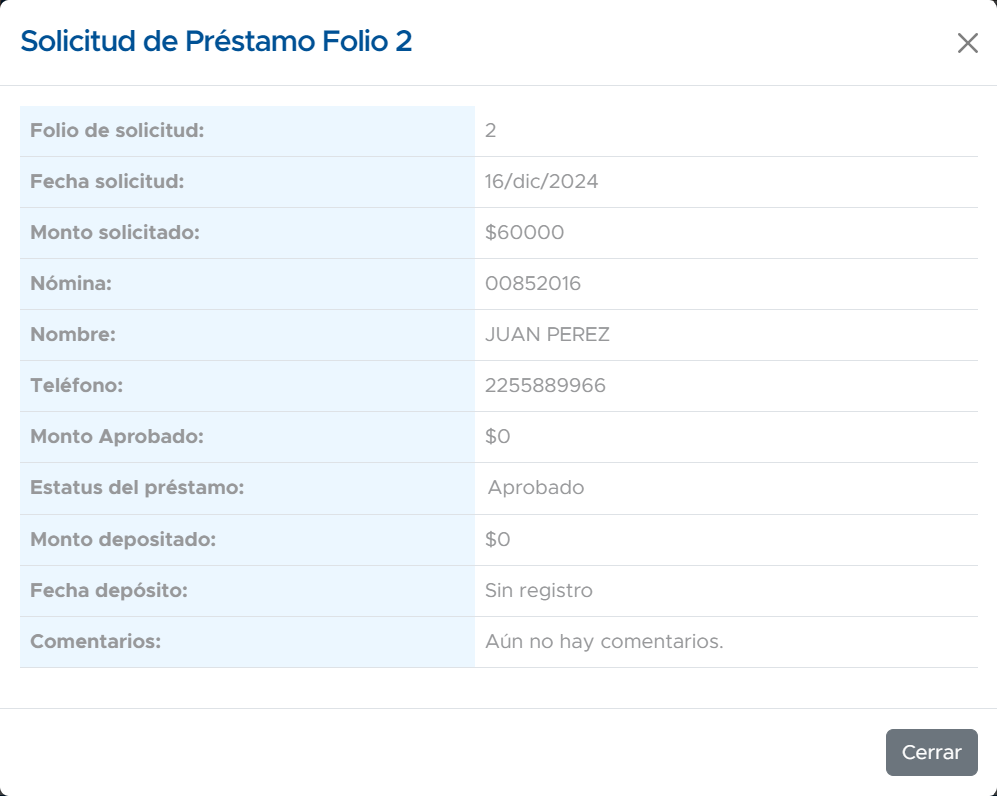 Solicitud de Préstamo Folio 2
Folio de solicitud: 2
Fecha solicitud: 16/dic/2024
Monto solicitado: $60000
Nómina: 00852016
Nombre: JUAN PEREZ
Teléfono: 2255889966
Monto Aprobado: $0
Estatus del préstamo: Aprobado
Monto depositado: $0
Fecha depósito: Sin registro
Comentarios: Aún no hay comentarios.
Cerrar